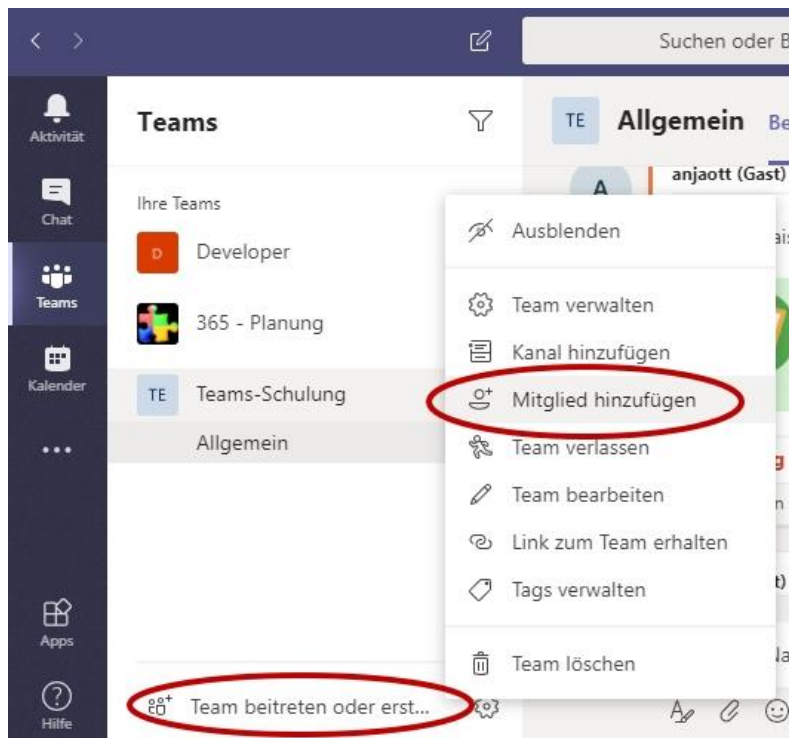 Suchen oder B
Aktivität
Chat
Teams
Kalender
Apps
Hilfe
Teams
Ihre Teams
D
Developer
365 - Planung
TE
Teams-Schulung
Allgemein
Team beitreten oder erst...
TE
Allgemein
Be
A
anjaott (Gast)
Ausblenden
Team verwalten
Kanal hinzufügen
Mitglied hinzufügen
Team verlassen
Team bearbeiten
Link zum Team erhalten
Tags verwalten
Team löschen